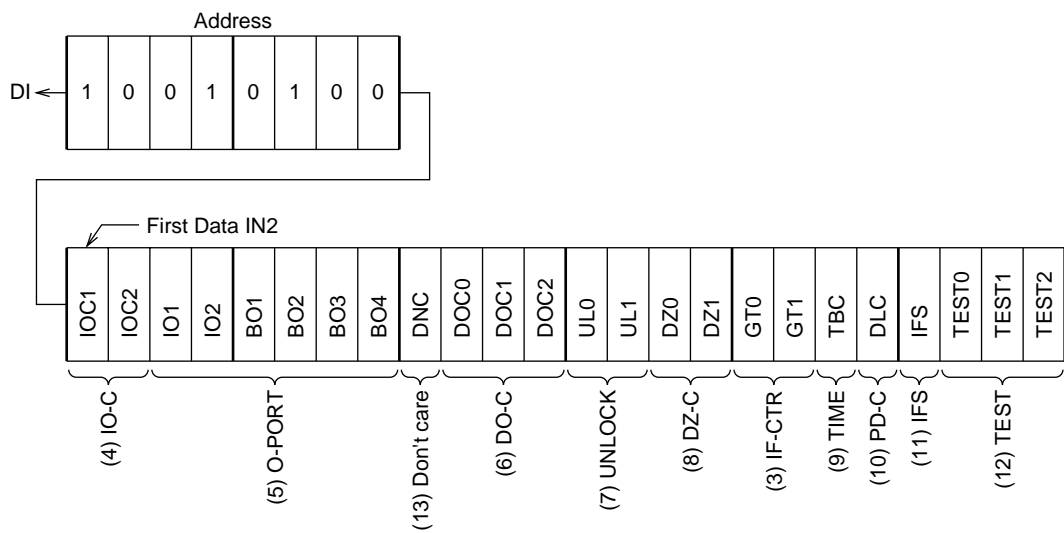 Address
DI 1 0 0 1 0 1 0 0
First Data IN2
IOC1 IOC2 IO1 IO2 BO1 BO2 BO3 BO4 DNC DOC0 DOC1 DOC2 UL0 UL1 DZ0 DZ1 GT0 GT1 TBC DLC IFS TEST0 TEST1 TEST2
(4) IO-C
(5) O-PORT
(13) Don't care
(6) DO-C
(7) UNLOCK
(8) DZ-C
(3) IF-CTR
(9) TIME
(10) PD-C
(11) IFS
(12) TEST